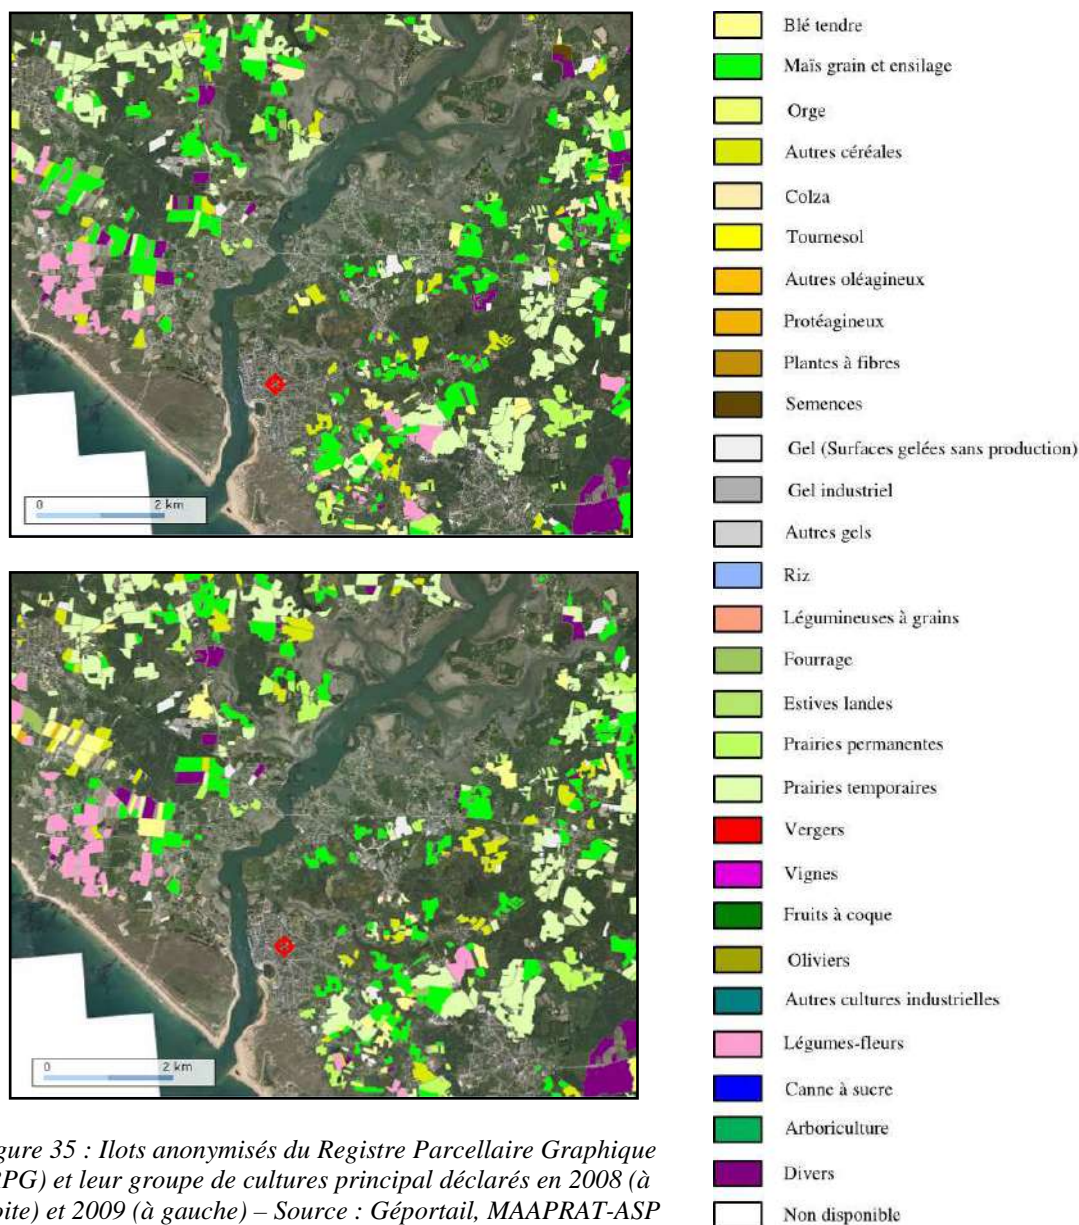 0 2 km
0 2 km
Blé tendre
Maïs grain et ensilage
Orge
Autres céréales
Colza
Tournesol
Autres oléagineux
Protéagineux
Plantes à fibres
Semences
Gel (Surfaces gelées sans production)
Gel industriel
Autres gels
Riz
Légumineuses à grains
Fourrage
Estives landes
Prairies permanentes
Prairies temporaires
Vergers
Vignes
Fruits à coque
Oliviers
Autres cultures industrielles
Légumes-fleurs
Canne à sucre
Arboriculture
Divers
Non disponible
gure 35 : Ilots anonymisés du Registre Parcellaire Graphique
RPG) et leur groupe de cultures principal déclarés en 2008 (à
oite) et 2009 (à gauche) – Source : Géportail, MAAPRAT-ASP